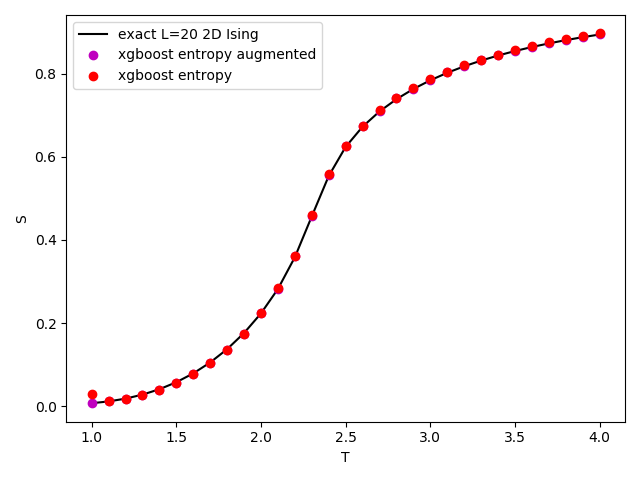 exact L=20 2D Ising
xgboost entropy augmented
xgboost entropy
S
0.8
0.6
0.4
0.2
0.0
1.0 1.5 2.0 2.5 3.0 3.5 4.0
T